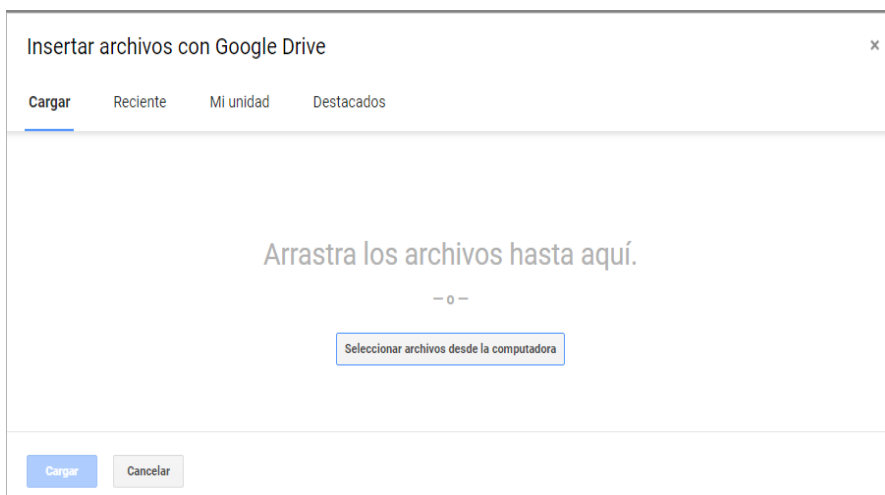 Insertar archivos con Google Drive ×
Cargar Reciente Mi unidad Destacados
Arrastra los archivos hasta aquí.
— o —
Seleccionar archivos desde la computadora
Cargar Cancelar